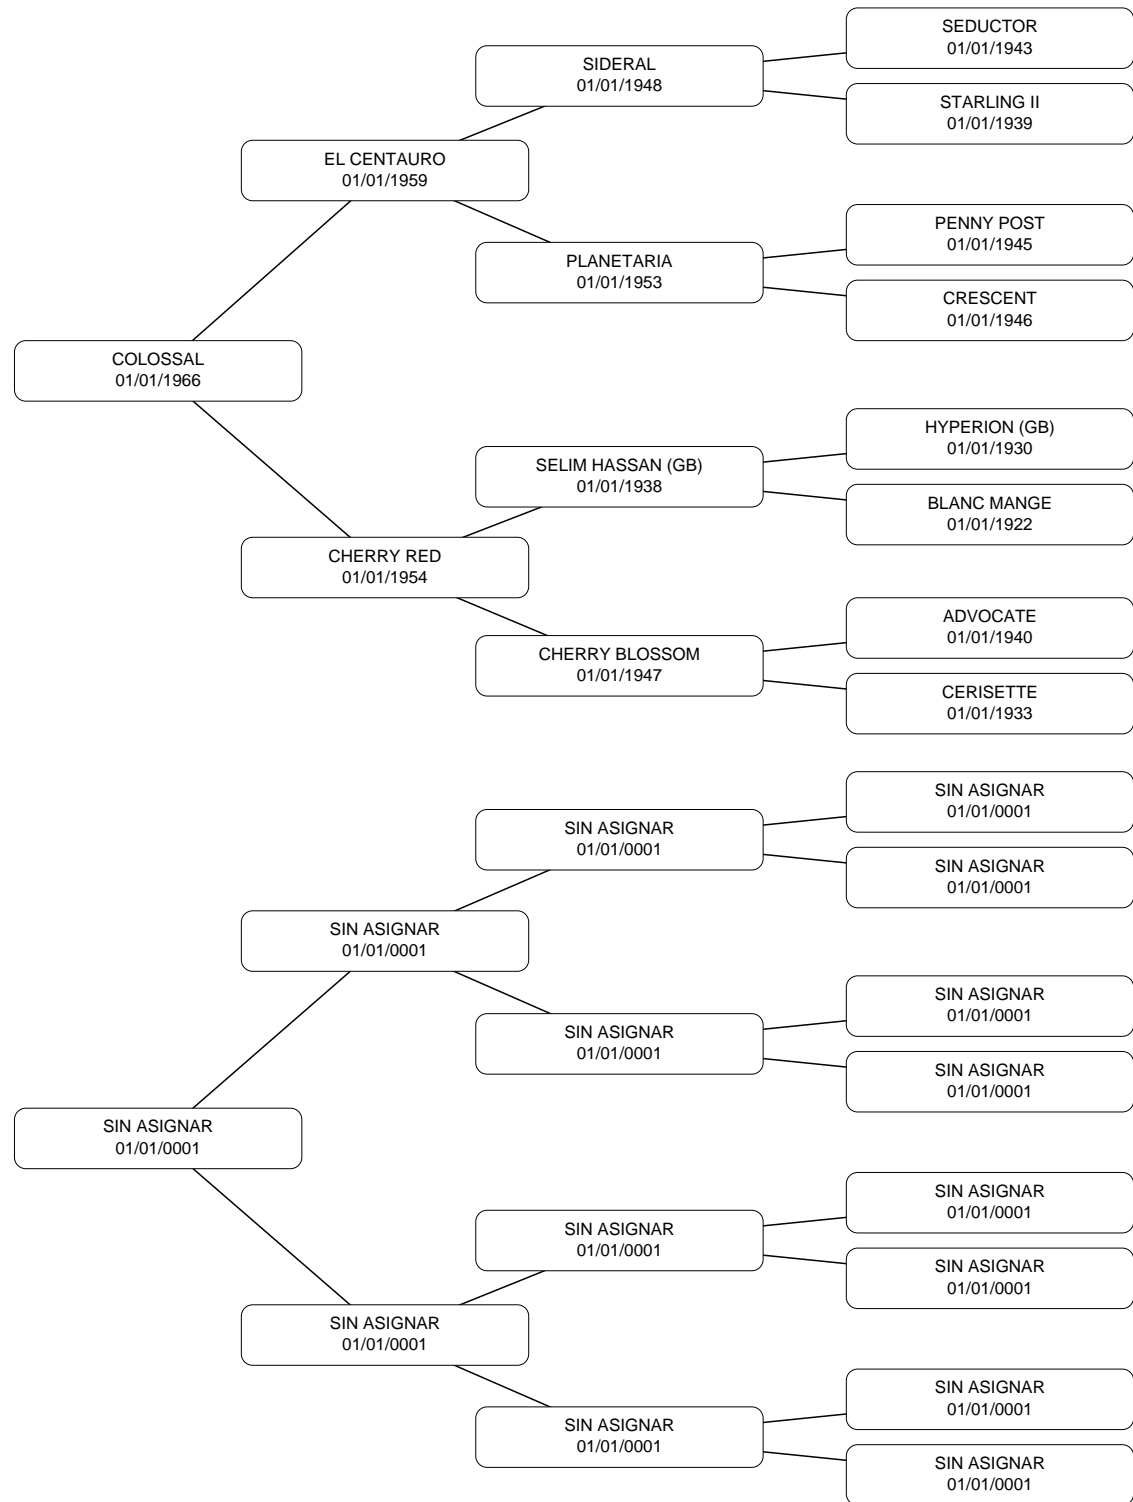 SEDUCTOR
01/01/1943
SIDERAL
01/01/1948
STARLING II
01/01/1939
EL CENTAURO
01/01/1959
PENNY POST
01/01/1945
PLANETARIA
01/01/1953
CRESCENT
01/01/1946
COLOSSAL
01/01/1966
HYPERION (GB)
01/01/1930
SELIM HASSAN (GB)
01/01/1938
BLANC MANGE
01/01/1922
CHERRY RED
01/01/1954
ADVOCATE
01/01/1940
CHERRY BLOSSOM
01/01/1947
CERISETTE
01/01/1933
SIN ASIGNAR
01/01/0001
SIN ASIGNAR
01/01/0001
SIN ASIGNAR
01/01/0001
SIN ASIGNAR
01/01/0001
SIN ASIGNAR
01/01/0001
SIN ASIGNAR
01/01/0001
SIN ASIGNAR
01/01/0001
SIN ASIGNAR
01/01/0001
SIN ASIGNAR
01/01/0001
SIN ASIGNAR
01/01/0001
SIN ASIGNAR
01/01/0001
SIN ASIGNAR
01/01/0001
SIN ASIGNAR
01/01/0001
SIN ASIGNAR
01/01/0001
SIN ASIGNAR
01/01/0001